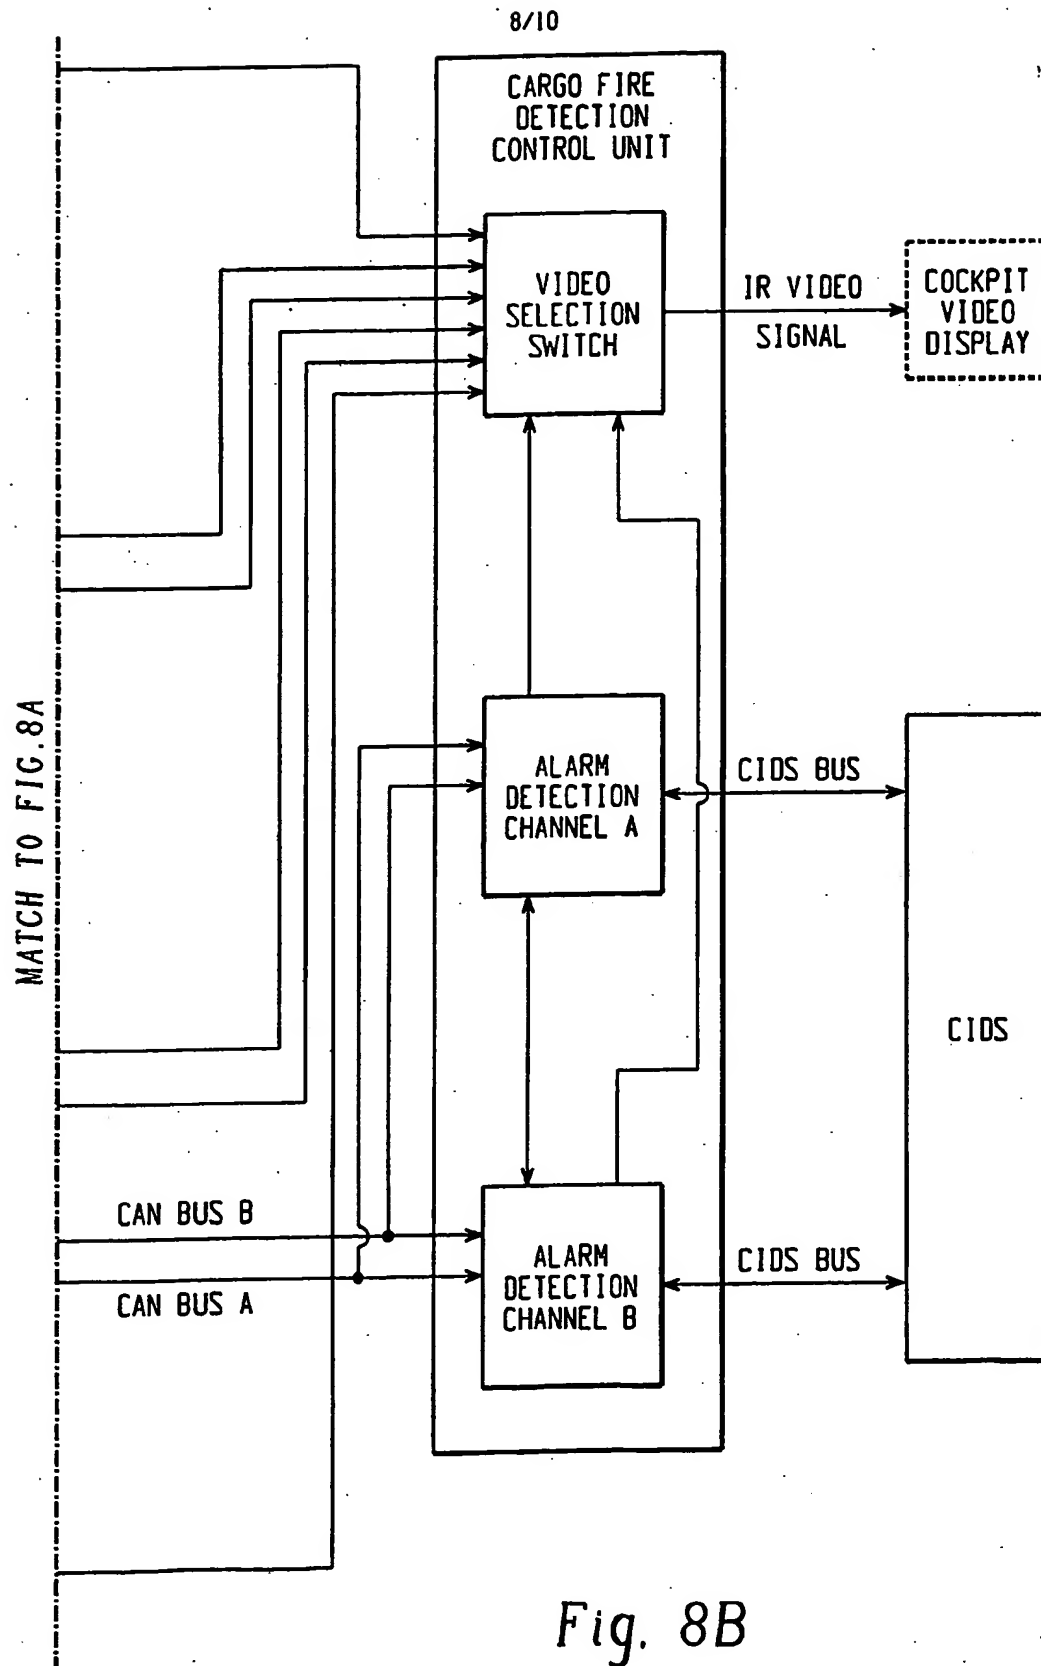 8/10
CARGO FIRE
DETECTION
CONTROL UNIT
VIDEO
SELECTION
SWITCH
IR VIDEO
SIGNAL
COCKPIT
VIDEO
DISPLAY
MATCH TO FIG.8A
ALARM
DETECTION
CHANNEL A
CIDS BUS
CIDS
CAN BUS B
CAN BUS A
ALARM
DETECTION
CHANNEL B
CIDS BUS
Fig. 8B